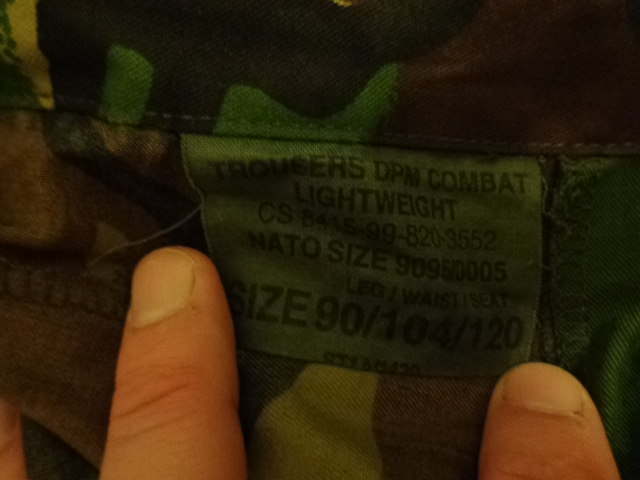 TROUSERS DPM COMBAT
LIGHTWEIGHT
CS 8415-99-820-3552
NATO SIZE 9095/0005
LEG / WAIST / SEAT
SIZE 90/104/120